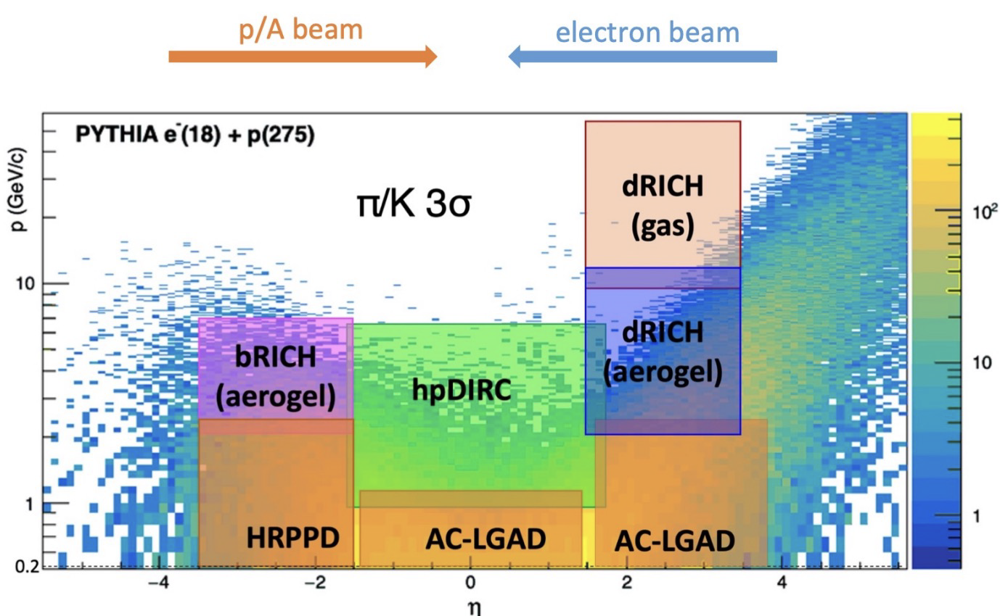 p/A beam
electron beam
PYTHIA e⁻(18) + p(275)
π/K 3σ
dRICH
(gas)
dRICH
(aerogel)
bRICH
(aerogel)
hpDIRC
HRPPD
AC-LGAD
AC-LGAD
p (GeV/c)
10
1
0.2
−4
−2
0
2
4
η
10²
10
1